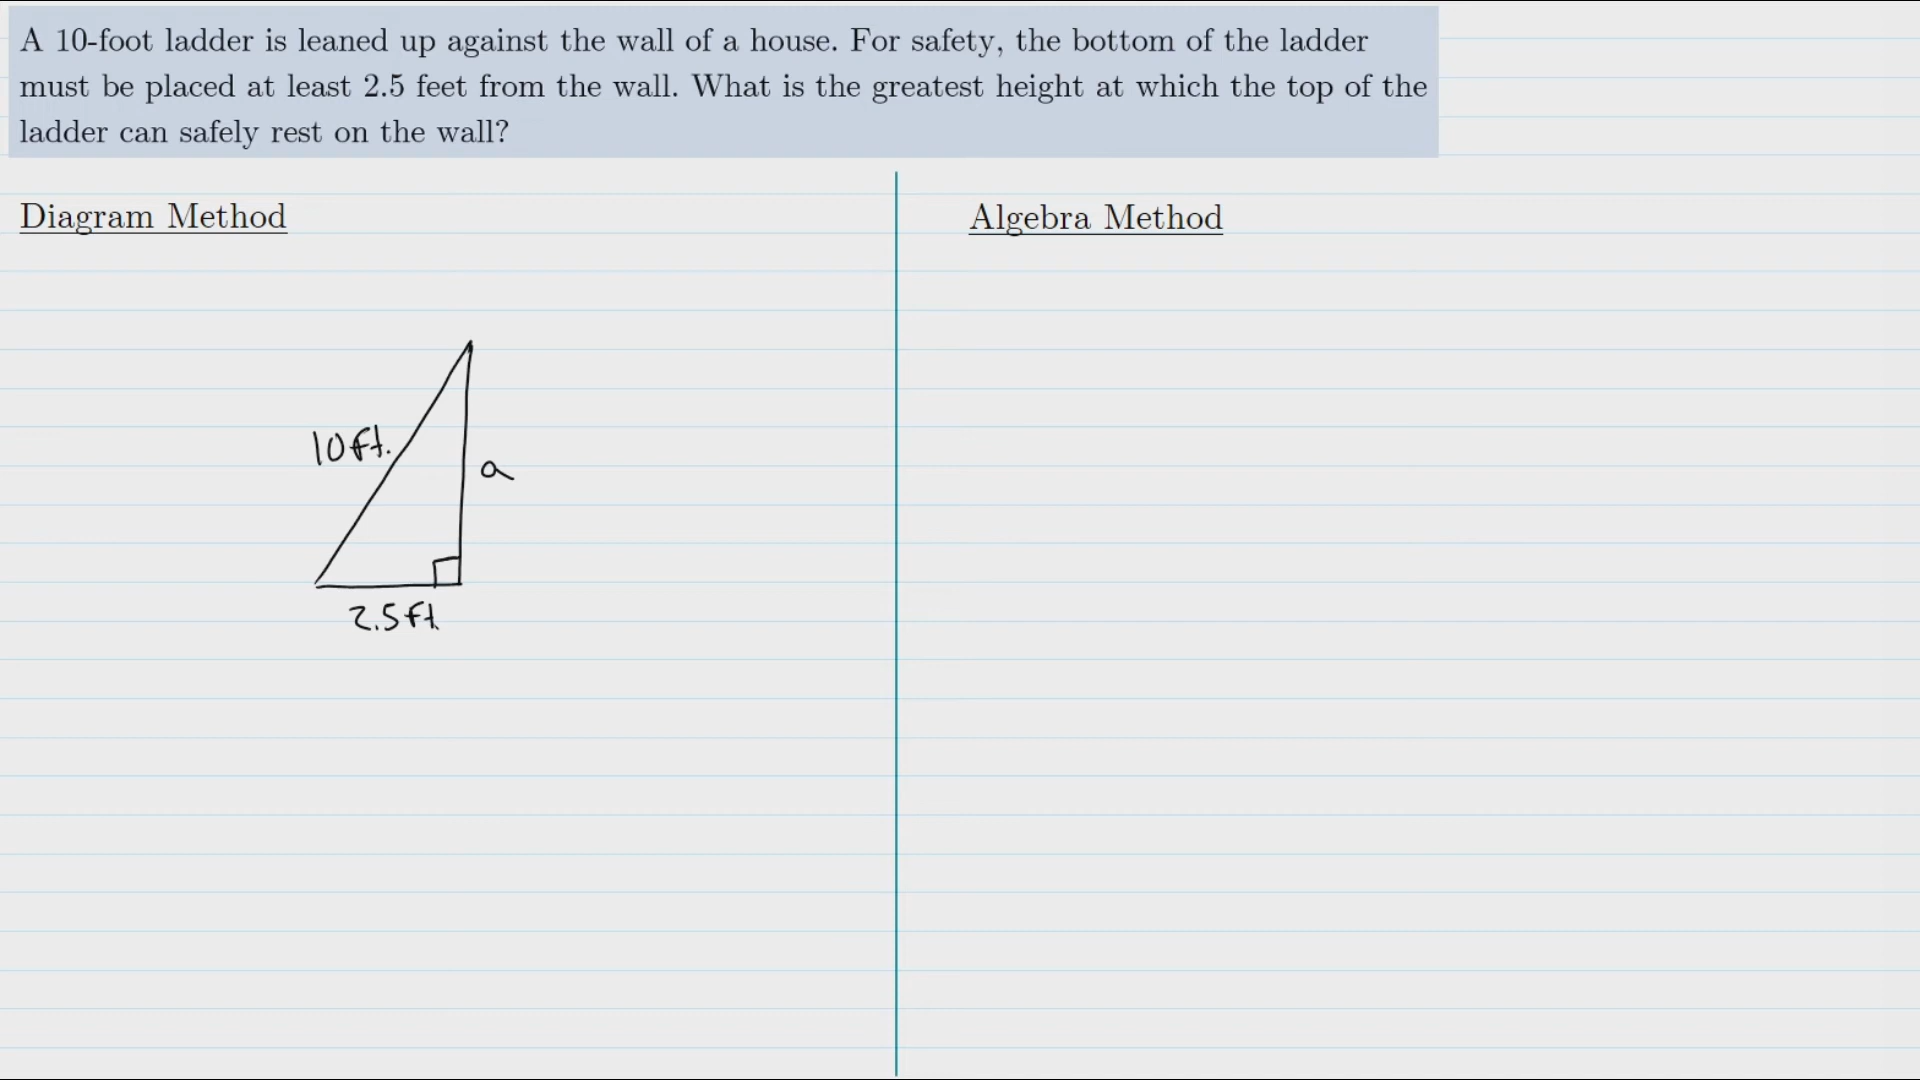 A 10-foot ladder is leaned up against the wall of a house. For safety, the bottom of the ladder
must be placed at least 2.5 feet from the wall. What is the greatest height at which the top of the
ladder can safely rest on the wall?
Diagram Method
10ft.
a
2.5ft.
Algebra Method